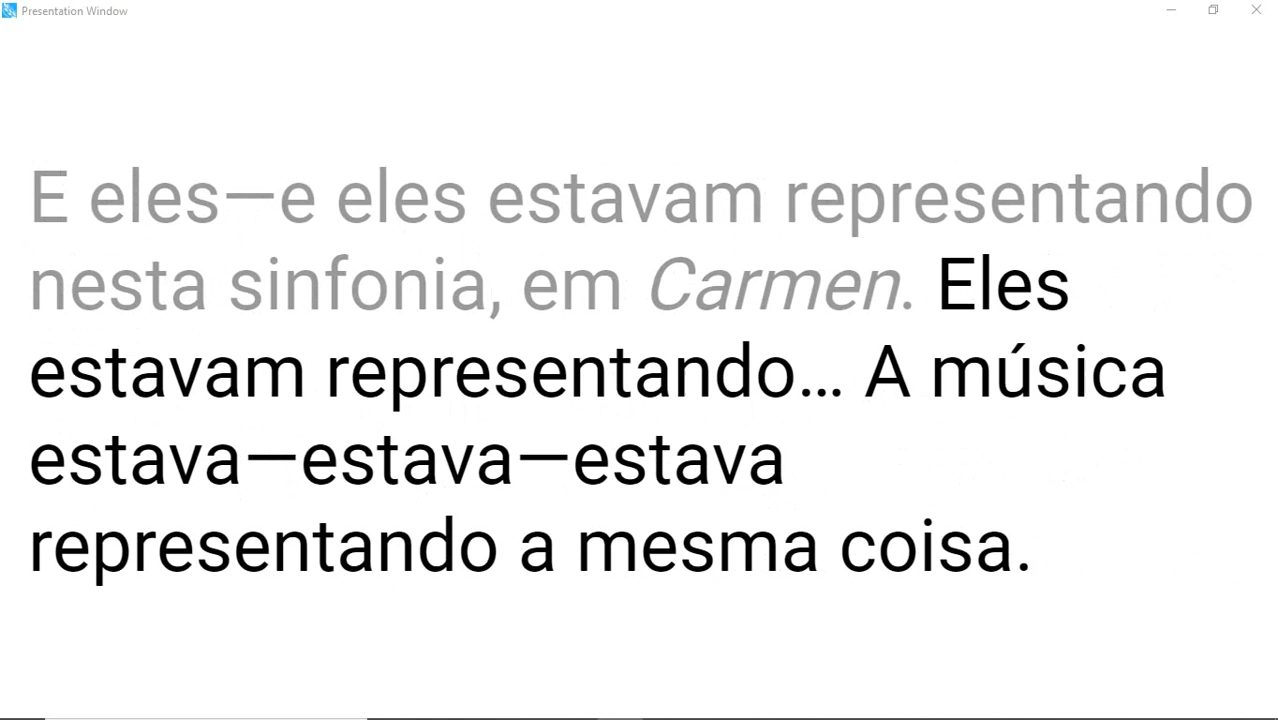 Presentation Window
E eles—e eles estavam representando
nesta sinfonia, em Carmen. Eles
estavam representando... A música
estava—estava—estava
representando a mesma coisa.